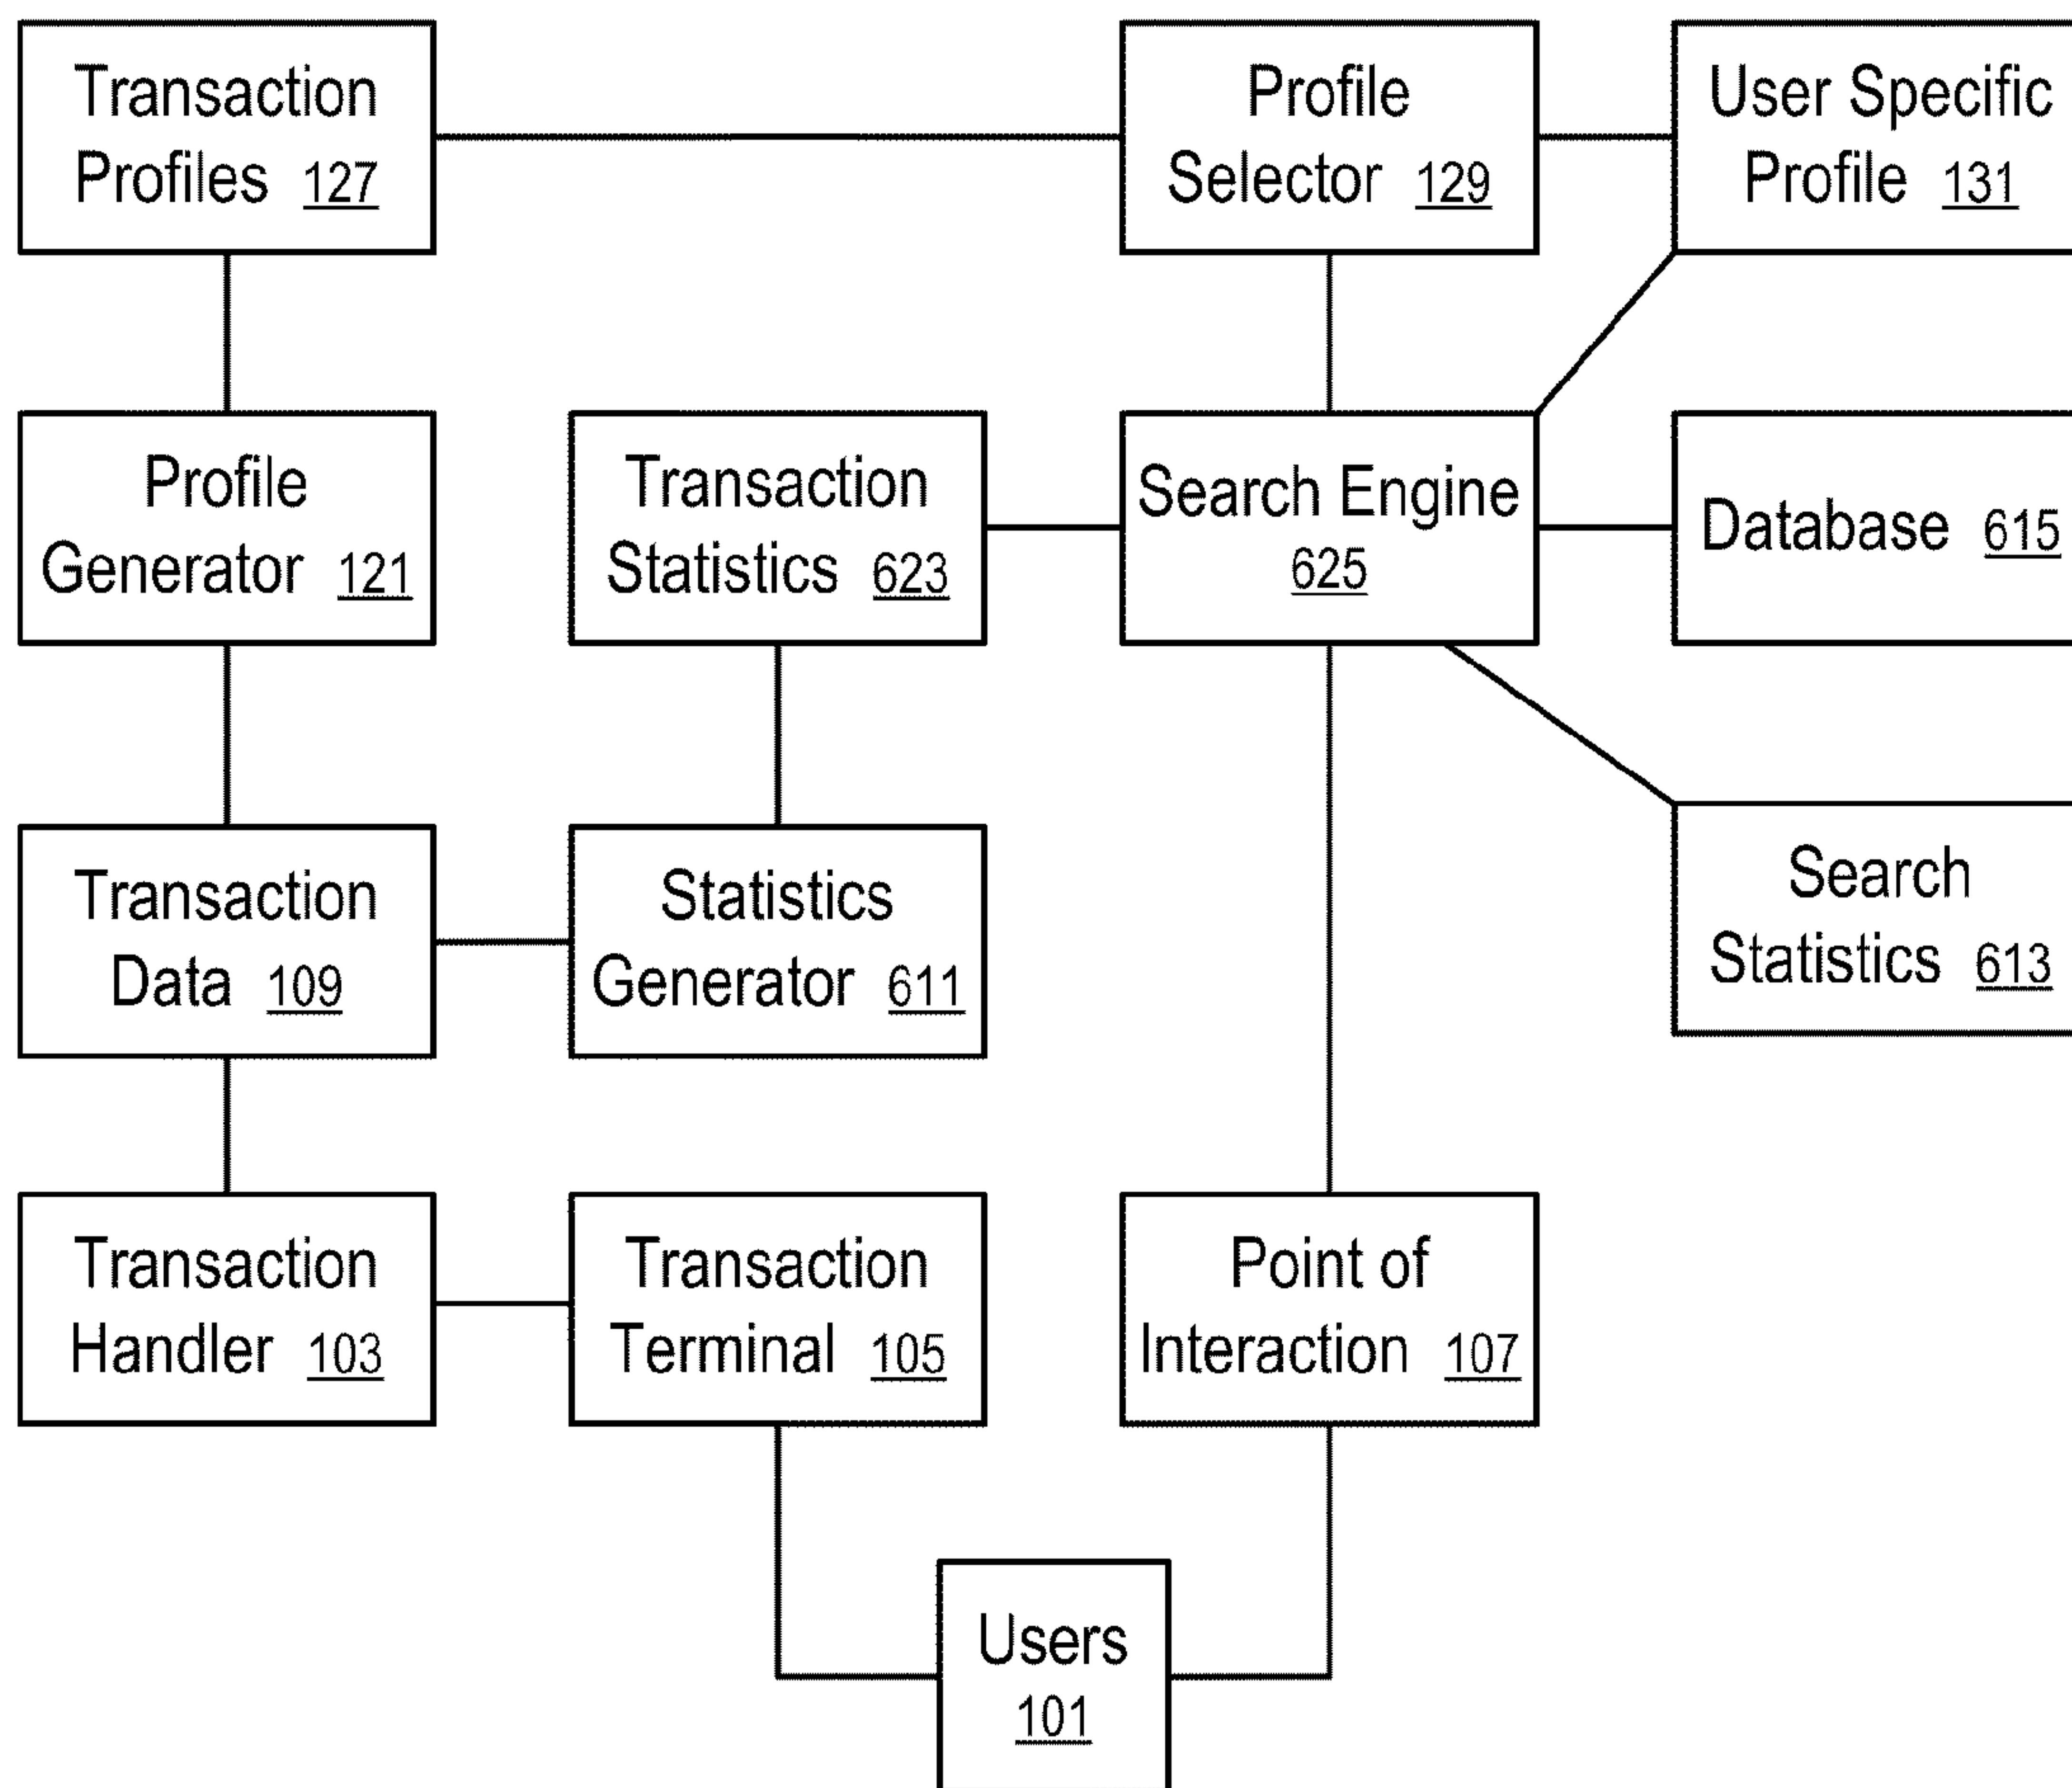 Transaction
Profiles 127
Profile
Selector 129
User Specific
Profile 131
Profile
Generator 121
Transaction
Statistics 623
Search Engine
625
Database 615
Transaction
Data 109
Statistics
Generator 611
Search
Statistics 613
Transaction
Handler 103
Transaction
Terminal 105
Point of
Interaction 107
Users
101